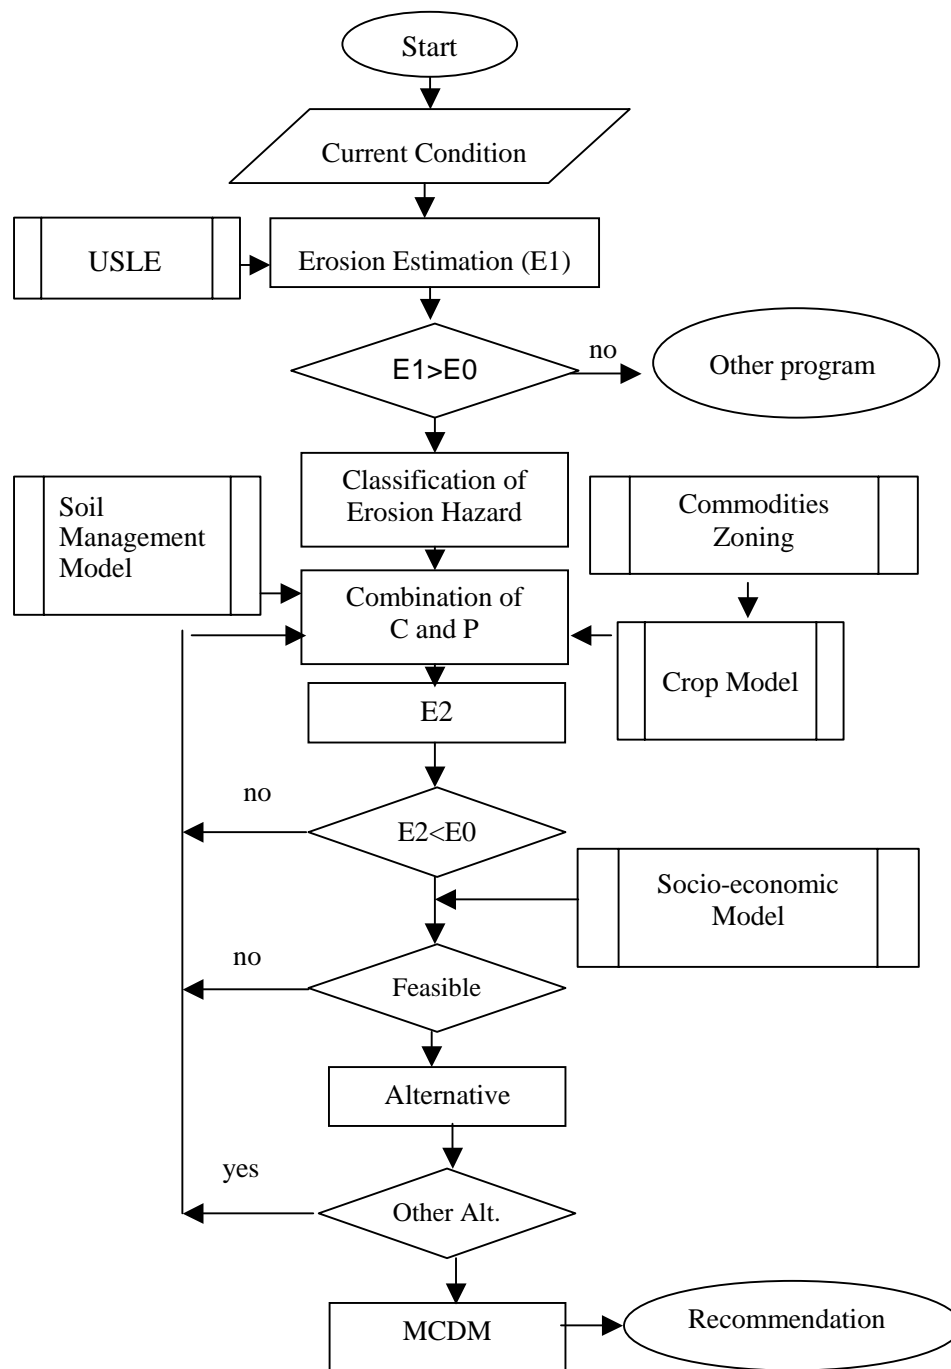 Start
Current Condition
USLE
Erosion Estimation (E1)
E1>E0
no
Other program
Classification of
Erosion Hazard
Soil
Management
Model
Commodities
Zoning
Combination of
C and P
Crop Model
E2
no
E2<E0
Socio-economic
Model
no
Feasible
Alternative
yes
Other Alt.
MCDM
Recommendation